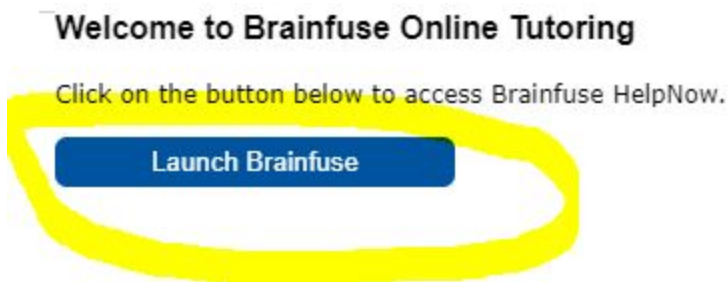 Welcome to Brainfuse Online Tutoring
Click on the button below to access Brainfuse HelpNow.
Launch Brainfuse